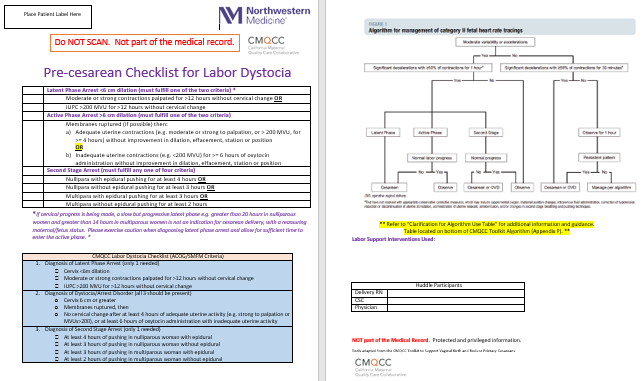 Place Patient Label Here
Northwestern
Medicine®
Do NOT SCAN. Not part of the medical record.
CMQCC
California Maternal
Quality Care Collaborative
Pre-cesarean Checklist for Labor Dystocia
Latent Phase Arrest <6 cm dilation (must fulfill one of the two criteria) *
Moderate or strong contractions palpated for >12 hours without cervical change OR
IUPC >200 MVU for >12 hours without cervical change
Active Phase Arrest >6 cm dilation (must fulfill one of the two criteria)
Membranes ruptured (if possible) then:
a) Adequate uterine contractions (e.g. moderate or strong to palpation, or > 200 MVU, for
>= 4 hours) without improvement in dilation, effacement, station or position
OR
b) Inadequate uterine contractions (e.g. <200 MVU) for >= 6 hours of oxytocin
administration without improvement in dilation, effacement, station or position
Second Stage Arrest (must fulfill any one of four criteria)
Nullipara with epidural pushing for at least 4 hours OR
Nullipara without epidural pushing for at least 3 hours OR
Multipara with epidural pushing for at least 3 hours OR
Multipara without epidural pushing for at least 2 hours
*If cervical progress is being made, a slow but progressive latent phase e.g. greater than 20 hours in nulliparous
women and greater than 14 hours in multiparous women is not an indication for cesarean delivery, with a reassuring
maternal/fetal status. Please exercise caution when diagnosing latent phase arrest and allow for sufficient time to
enter the active phase. *
CMQCC Labor Dystocia Checklist (ACOG/SMFM Criteria)
1. Diagnosis of Latent Phase Arrest (only 1 needed)
Cervix <6cm dilation
Moderate or strong contractions palpated for >12 hours without cervical change
IUPC >200 MVU for >12 hours without cervical change
2. Diagnosis of Dystocia/Arrest Disorder (all 3 should be present)
Cervix 6 cm or greater
Membranes ruptured, then
No cervical change after at least 4 hours of adequate uterine activity (e.g. strong to palpation or
MVUs>200), or at least 6 hours of oxytocin administration with inadequate uterine activity
3. Diagnosis of Second Stage Arrest (only 1 needed)
At least 4 hours of pushing in nulliparous woman with epidural
At least 3 hours of pushing in nulliparous woman without epidural
At least 3 hours of pushing in multiparous woman with epidural
At least 2 hours of pushing in multiparous woman without epidural
FIGURE 1
Algorithm for management of category II fetal heart rate tracings
Moderate variability or accelerations
Yes No
Significant decelerations with ≥50% of contractions for 1 hour*
Significant decelerations with ≥50% of contractions for 30 minutes*
Yes No No Yes
Latent Phase Active Phase Second Stage Observe for 1 hour
Normal labor progress Normal progress Persistent pattern
No Yes No Yes Yes No
Cesarean Observe Cesarean or OVD Observe Cesarean or OVD Manage per algorithm
** Refer to "Clarification for Algorithm Use Table" for additional information and guidance.
Table located on bottom of CMQCC Toolkit Algorithm (Appendix P). **
Labor Support Interventions Used:
Huddle Participants
Delivery RN
CSC
Physician
NOT part of the Medical Record. Protected and privileged information.
Tools adapted from the CMQCC Toolkit to Support Vaginal Birth and Reduce Primary Cesareans
CMQCC
California Maternal
Quality Care Collaborative